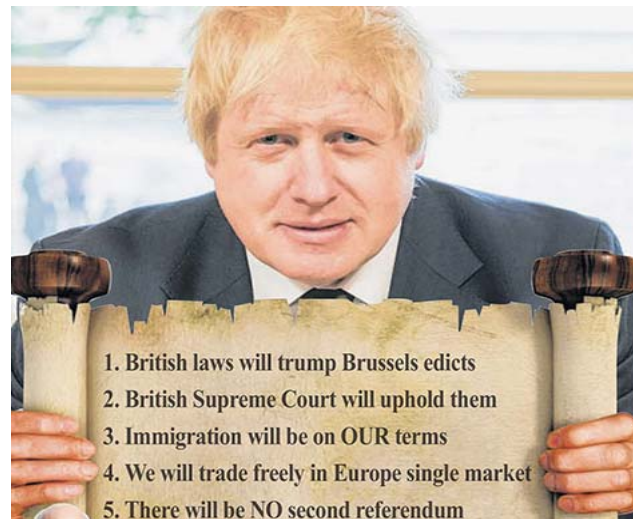 1. British laws will trump Brussels edicts
2. British Supreme Court will uphold them
3. Immigration will be on OUR terms
4. We will trade freely in Europe single market
5. There will be NO second referendum